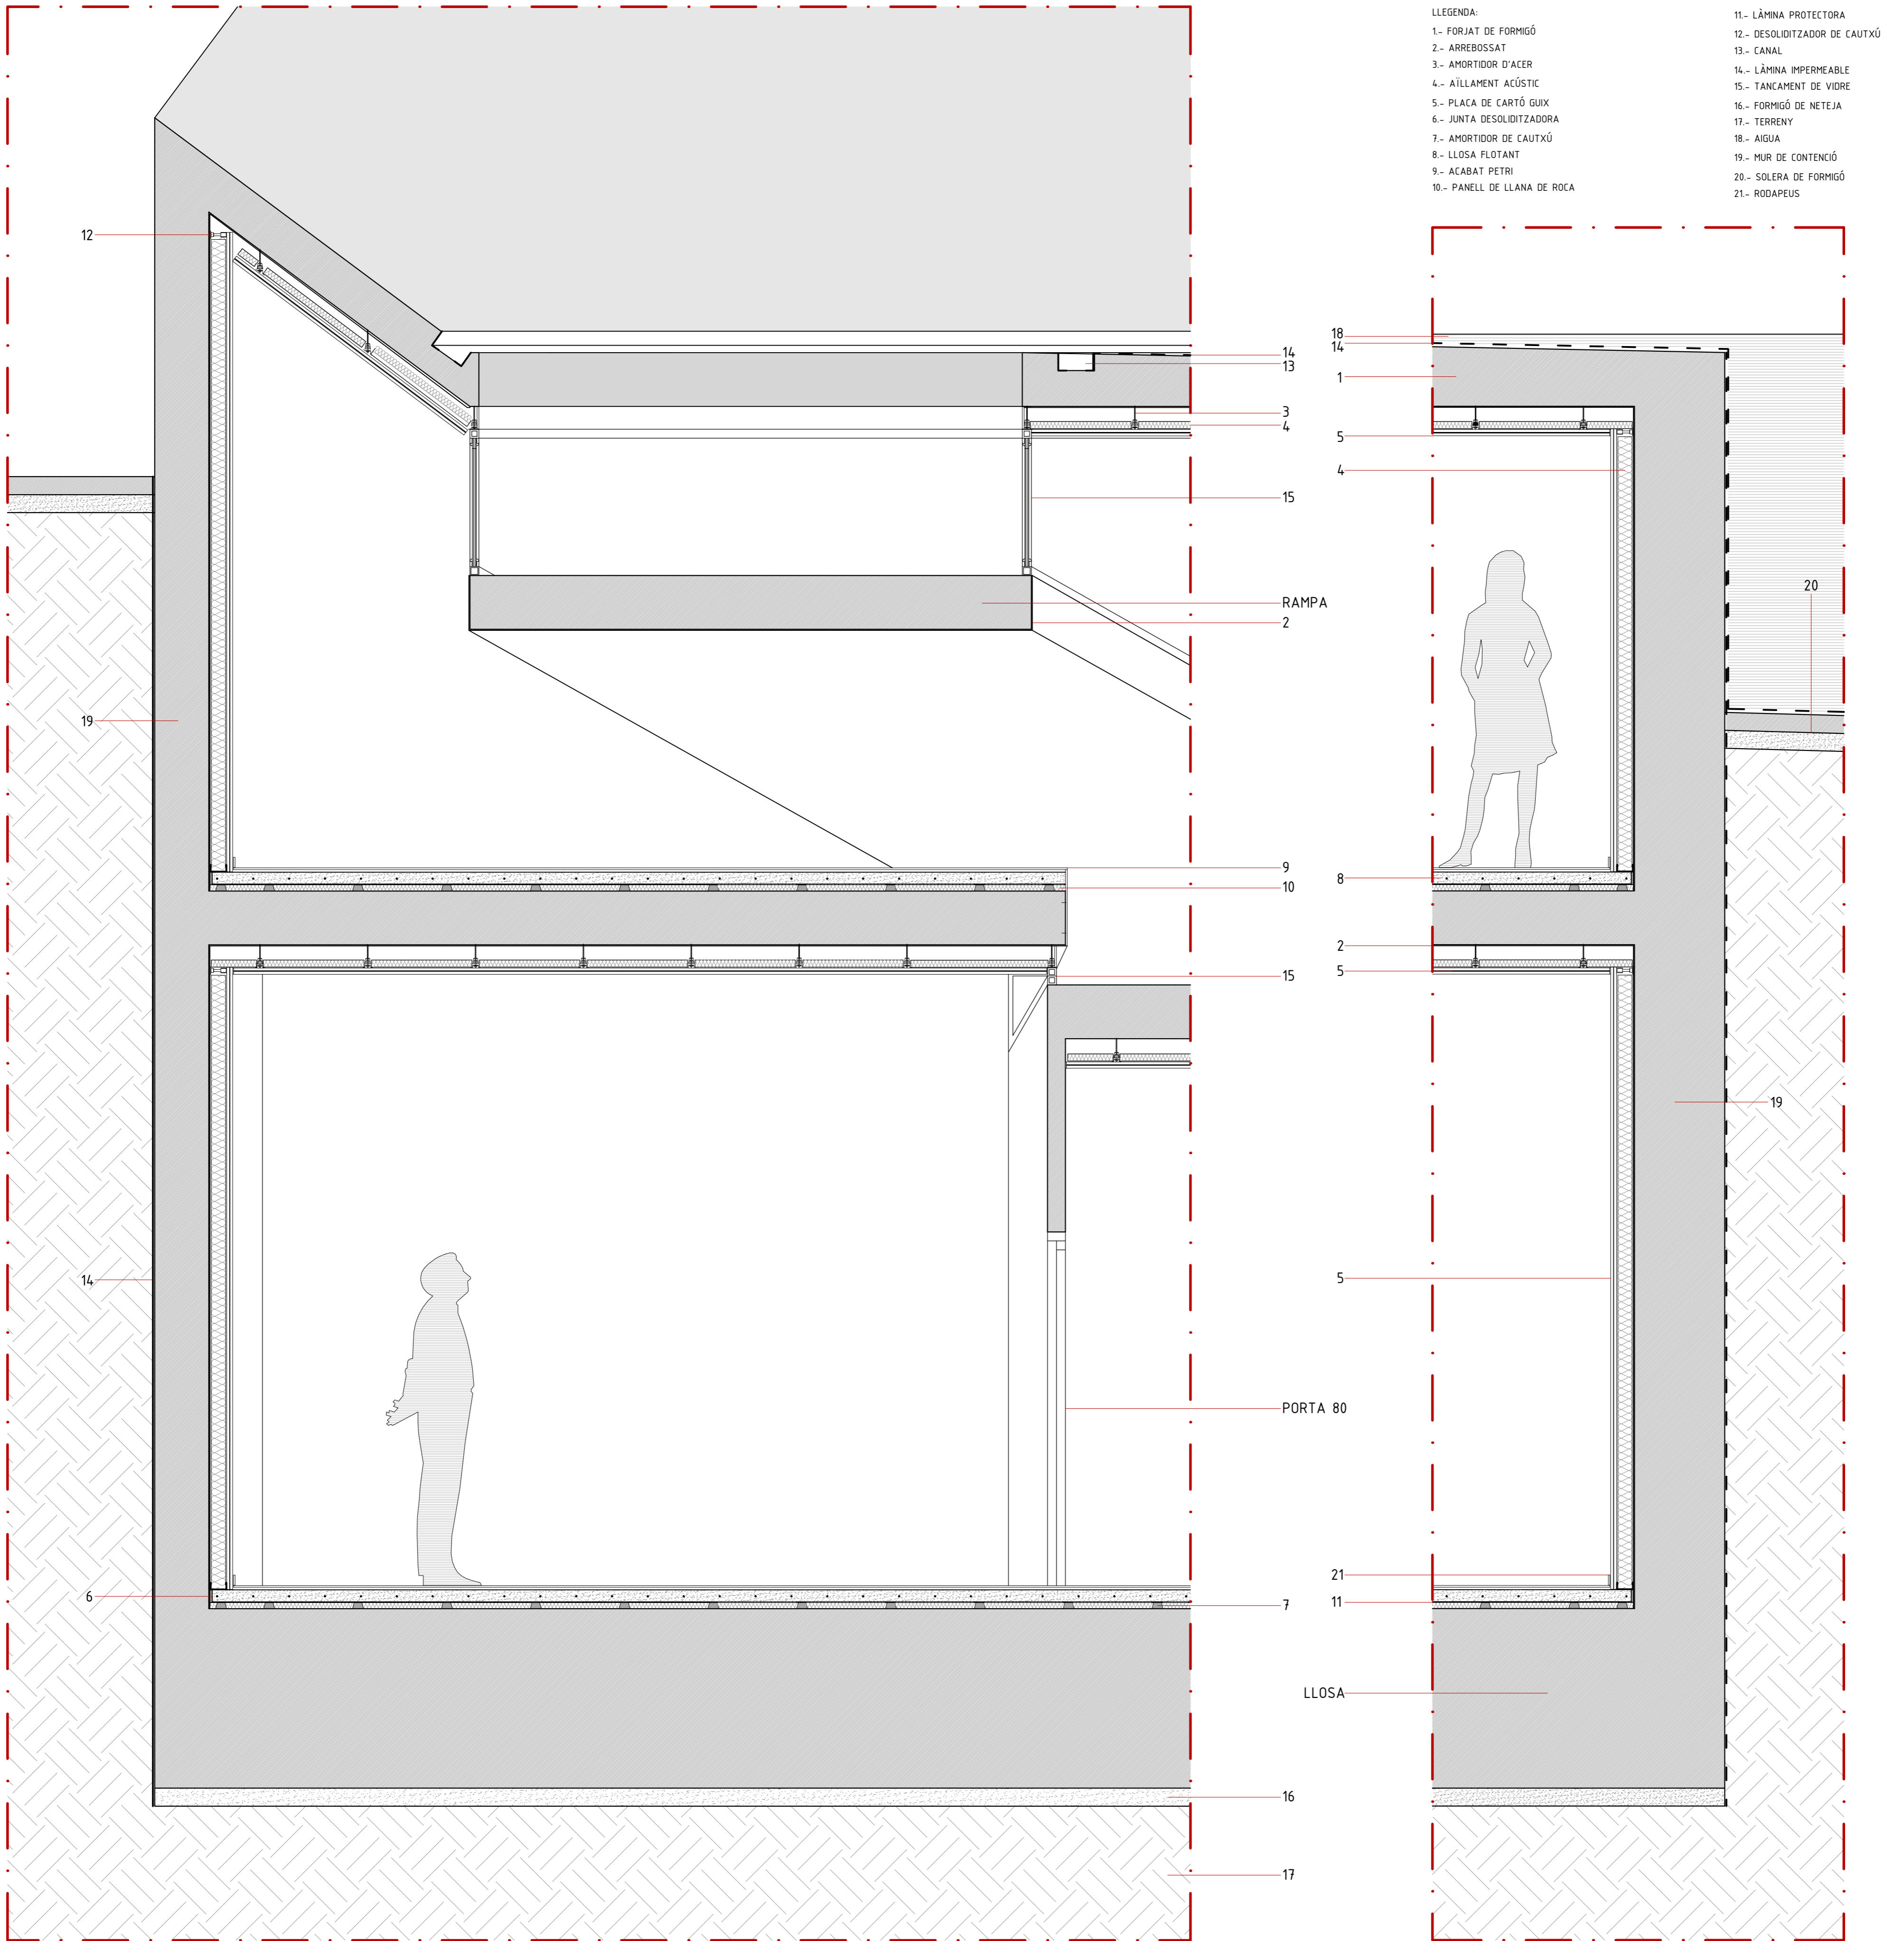 LLEGENDA:
1.- FORJAT DE FORMIGÓ
2.- ARREBOSSAT
3.- AMORTIDOR D'ACER
4.- AÏLLAMENT ACÚSTIC
5.- PLACA DE CARTÓ GUIX
6.- JUNTA DESOLIDITZADORA
7.- AMORTIDOR DE CAUTXÚ
8.- LLOSA FLOTANT
9.- ACABAT PETRI
10.- PANELL DE LLANA DE ROCA
11.- LÀMINA PROTECTORA
12.- DESOLIDITZADOR DE CAUTXÚ
13.- CANAL
14.- LÀMINA IMPERMEABLE
15.- TANCAMENT DE VIDRE
16.- FORMIGÓ DE NETEJA
17.- TERRENY
18.- AIGUA
19.- MUR DE CONTENCIÓ
20.- SOLERA DE FORMIGÓ
21.- RODAPEUS
12
19
14
6
14
13
3
4
15
RAMPA
2
9
10
15
PORTA 80
7
16
17
18
14
1
5
4
8
2
5
5
21
11
LLOSA
20
19